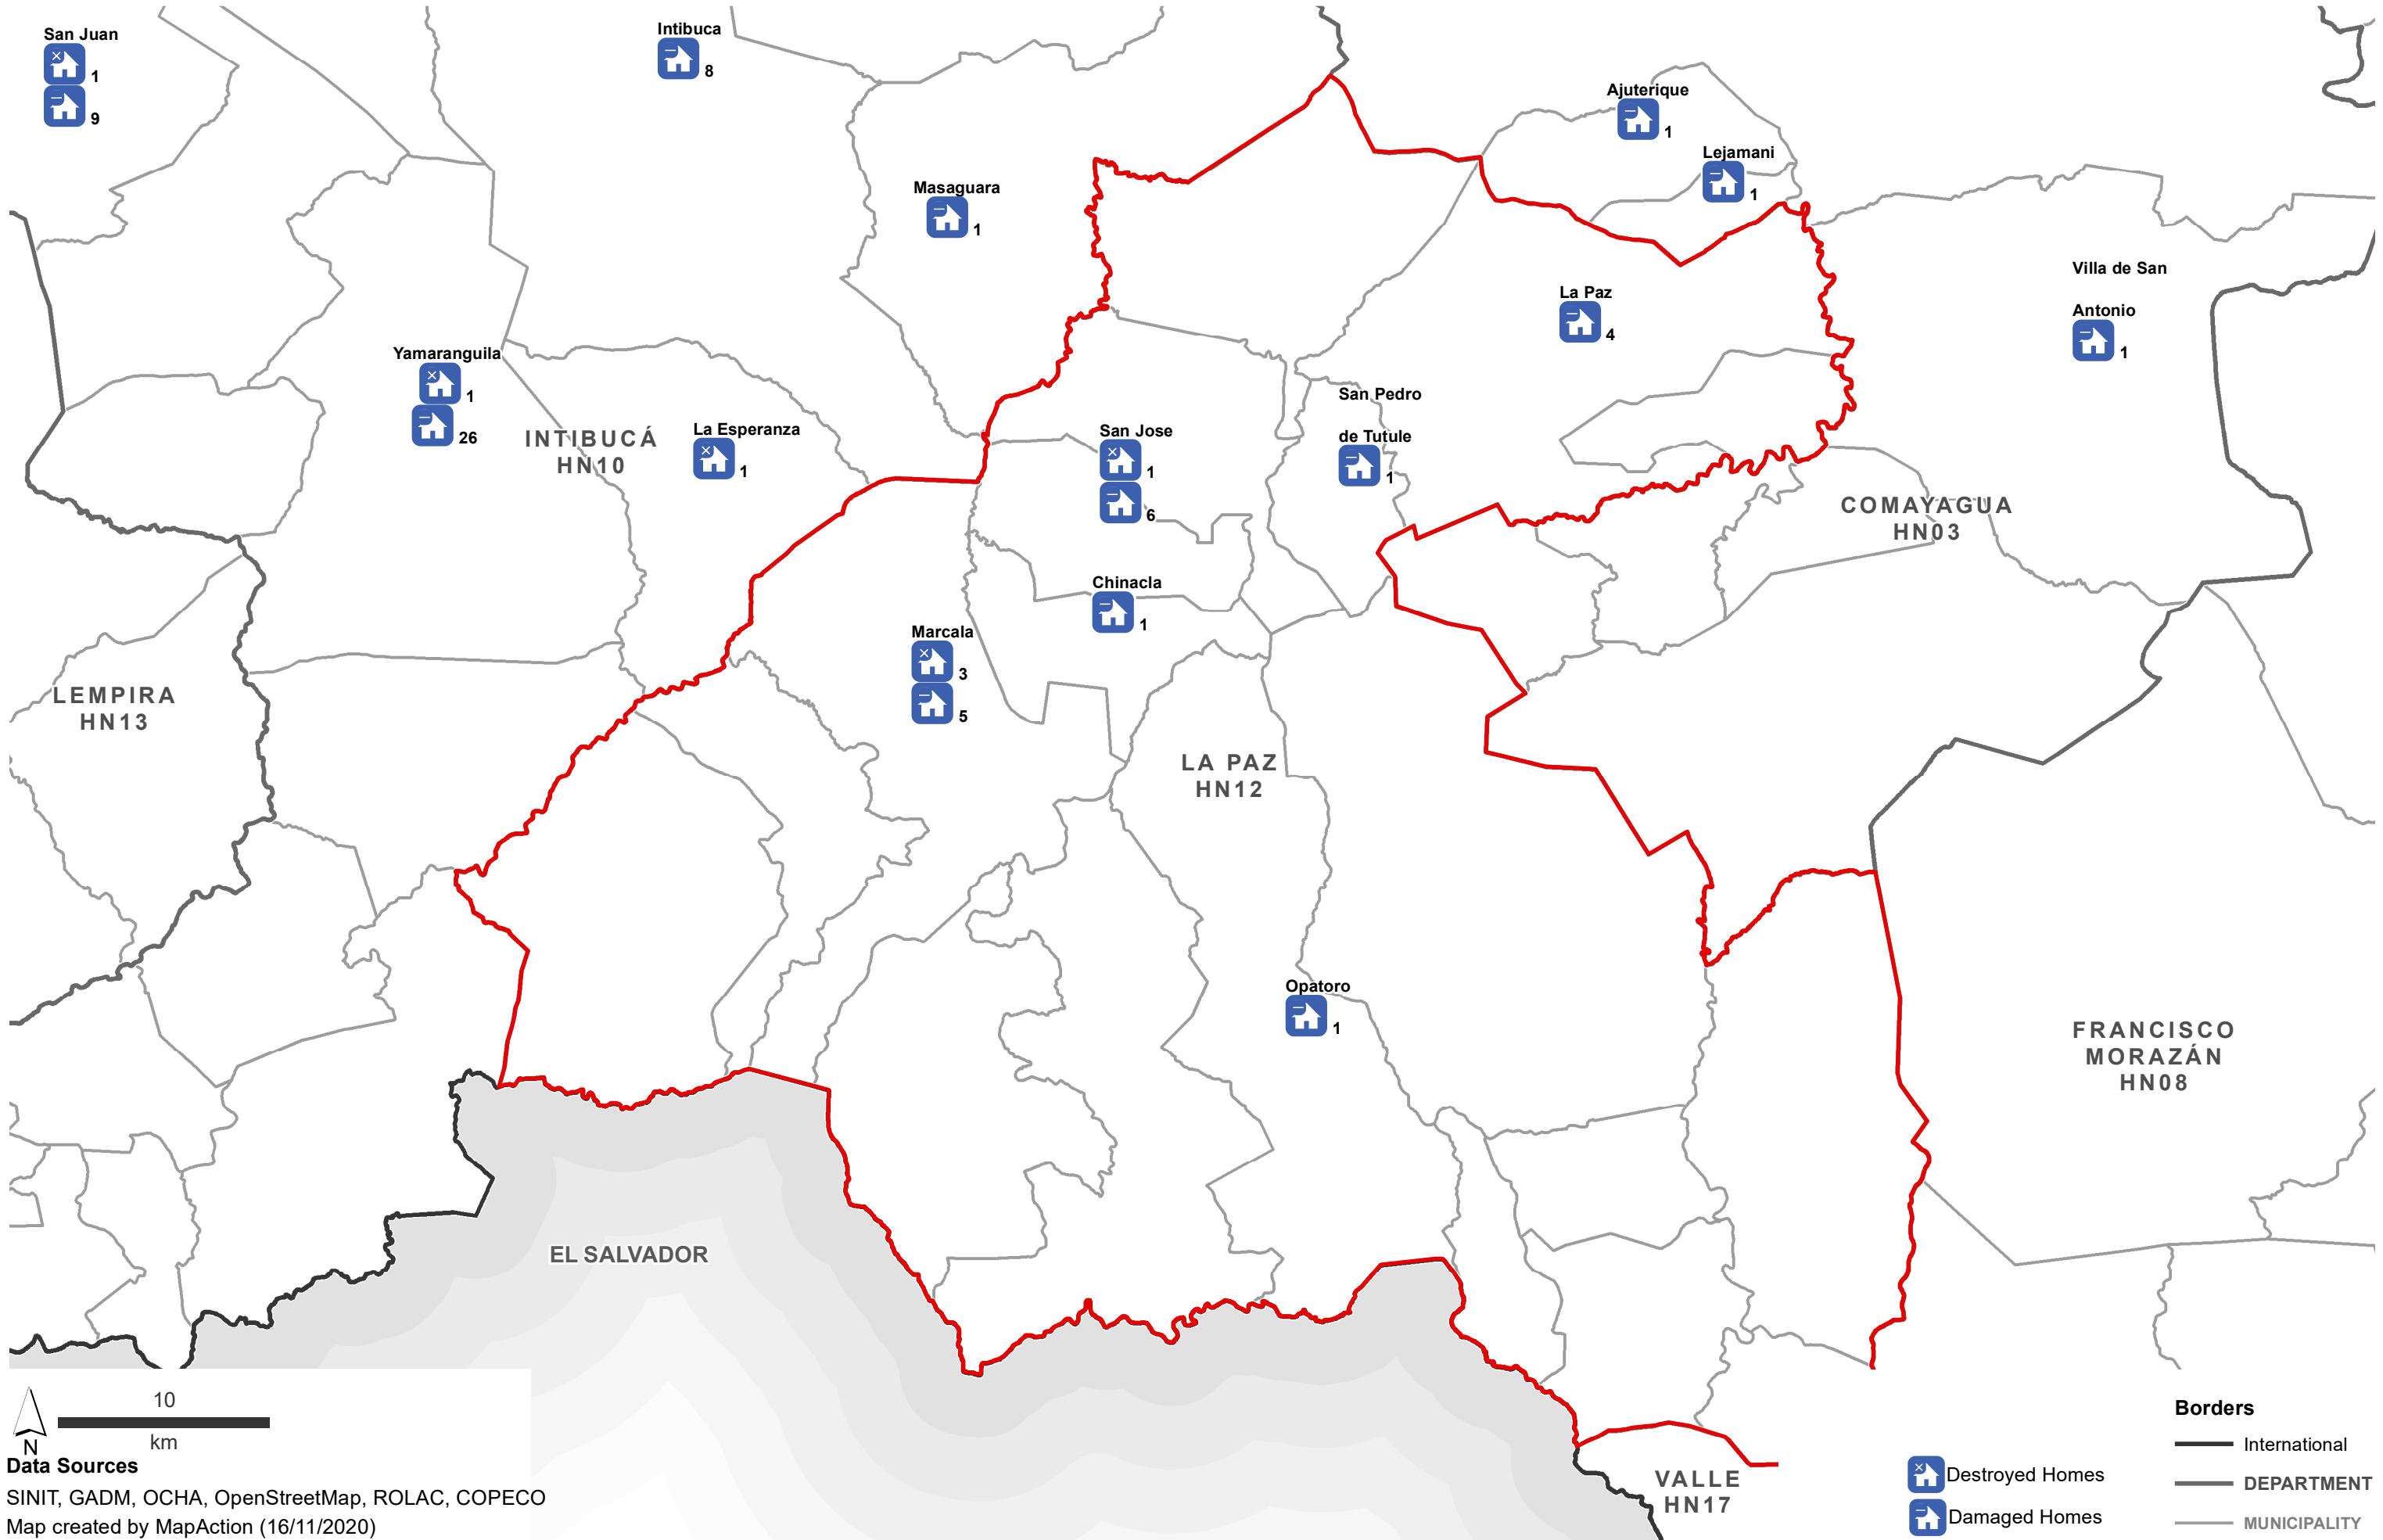 San Juan
1
9
Intibuca
8
Ajuterique
1
Lejamani
1
Masaguara
1
Villa de San
Antonio
1
La Paz
4
Yamaranguila
1
26
INTIBUCÁ
HN10
La Esperanza
1
San Jose
1
6
San Pedro
de Tutule
1
COMAYAGUA
HN03
Chinacla
1
Marcala
3
5
LEMPIRA
HN13
LA PAZ
HN12
Opatoro
1
FRANCISCO
MORAZÁN
HN08
EL SALVADOR
VALLE
HN17
10
km
N
Data Sources
SINIT, GADM, OCHA, OpenStreetMap, ROLAC, COPECO
Map created by MapAction (16/11/2020)
Destroyed Homes
Damaged Homes
Borders
International
DEPARTMENT
MUNICIPALITY